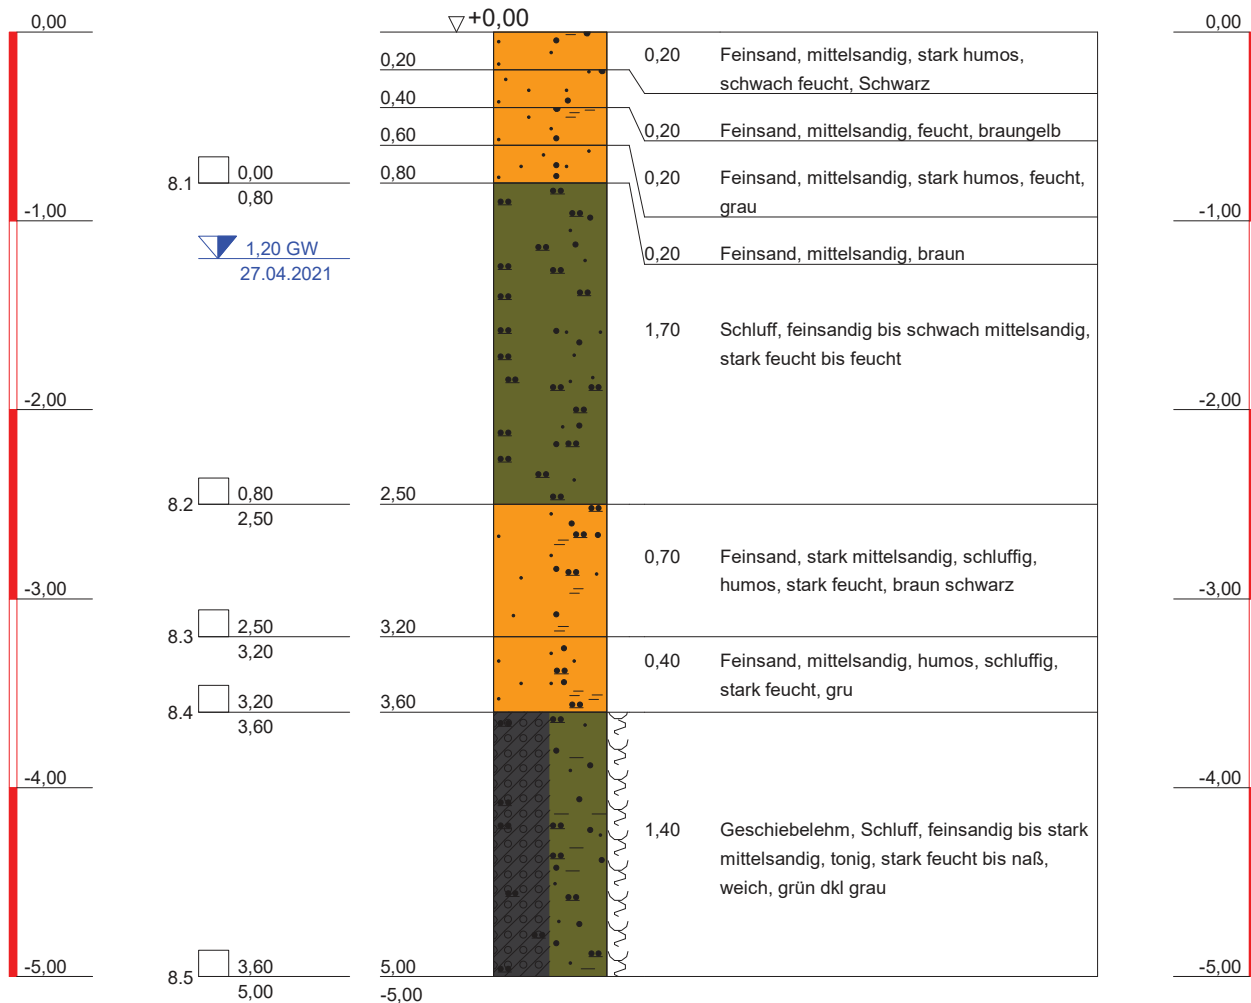 +0,00
0,00
0,00
0,20
0,20
Feinsand, mittelsandig, stark humos,
schwach feucht, Schwarz
0,40
0,20
Feinsand, mittelsandig, feucht, braungelb
0,60
8.1
0,00
0,80
0,80
0,20
Feinsand, mittelsandig, stark humos, feucht,
grau
-1,00
-1,00
1,20 GW
27.04.2021
0,20
Feinsand, mittelsandig, braun
1,70
Schluff, feinsandig bis schwach mittelsandig,
stark feucht bis feucht
-2,00
-2,00
8.2
0,80
2,50
2,50
0,70
Feinsand, stark mittelsandig, schluffig,
humos, stark feucht, braun schwarz
-3,00
-3,00
8.3
2,50
3,20
3,20
0,40
Feinsand, mittelsandig, humos, schluffig,
stark feucht, gru
8.4
3,20
3,60
3,60
-4,00
-4,00
1,40
Geschiebelehm, Schluff, feinsandig bis stark
mittelsandig, tonig, stark feucht bis naß,
weich, grün dkl grau
-5,00
-5,00
8.5
3,60
5,00
5,00
-5,00